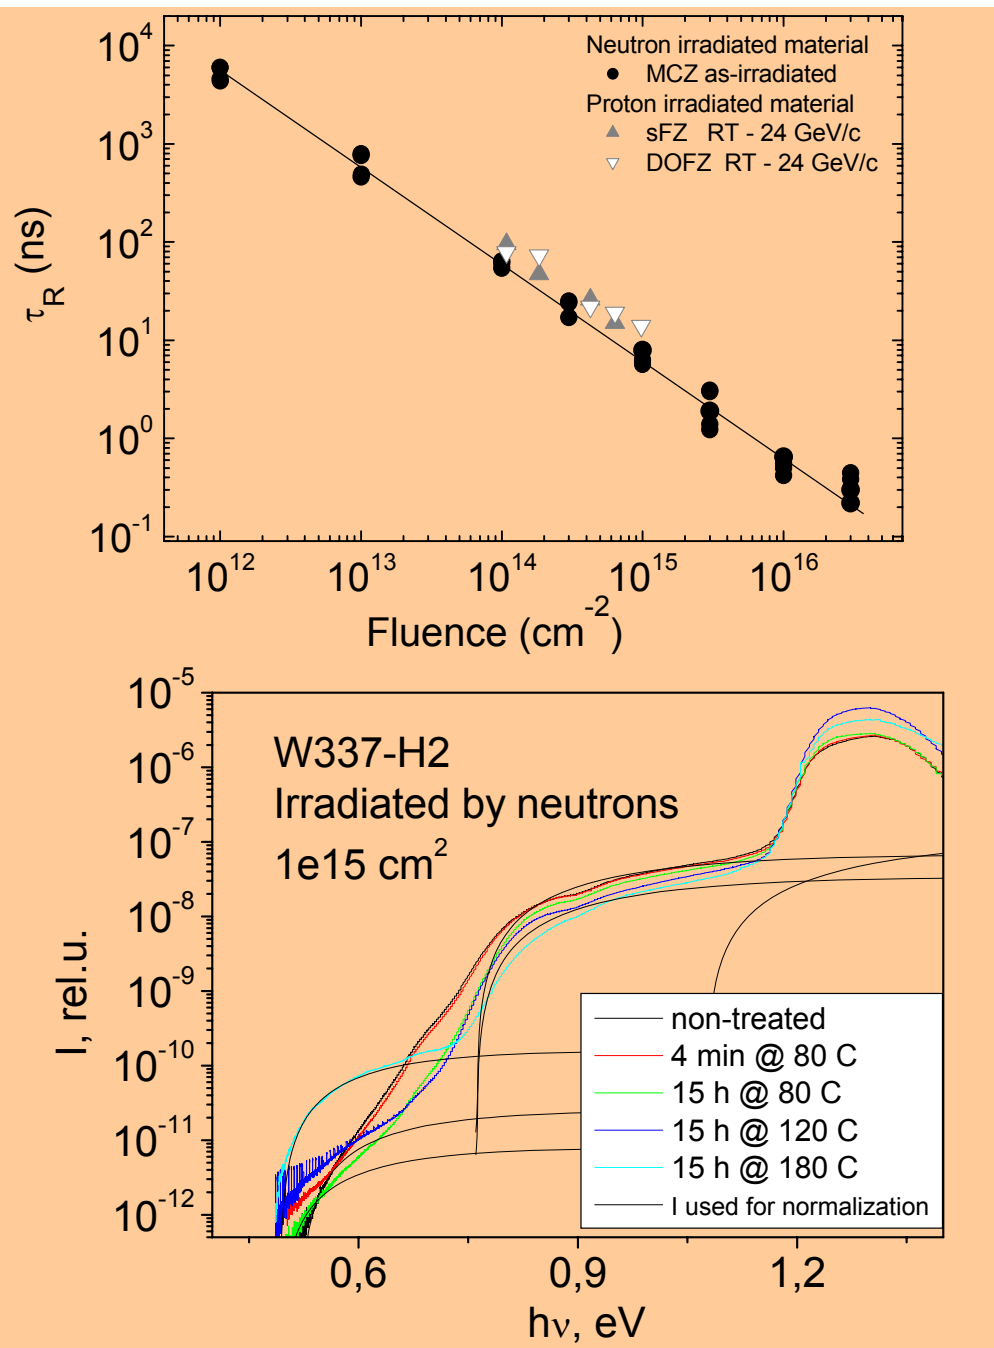 10^4
10^3
10^2
10^1
10^0
10^-1
τ_R (ns)
Neutron irradiated material
MCZ as-irradiated
Proton irradiated material
sFZ RT - 24 GeV/c
DOFZ RT - 24 GeV/c
10^12 10^13 10^14 10^15 10^16
Fluence (cm^-2)
10^-5
10^-6
10^-7
10^-8
10^-9
10^-10
10^-11
10^-12
I, rel.u.
W337-H2
Irradiated by neutrons
1e15 cm^2
non-treated
4 min @ 80 C
15 h @ 80 C
15 h @ 120 C
15 h @ 180 C
I used for normalization
0,6 0,9 1,2
hν, eV